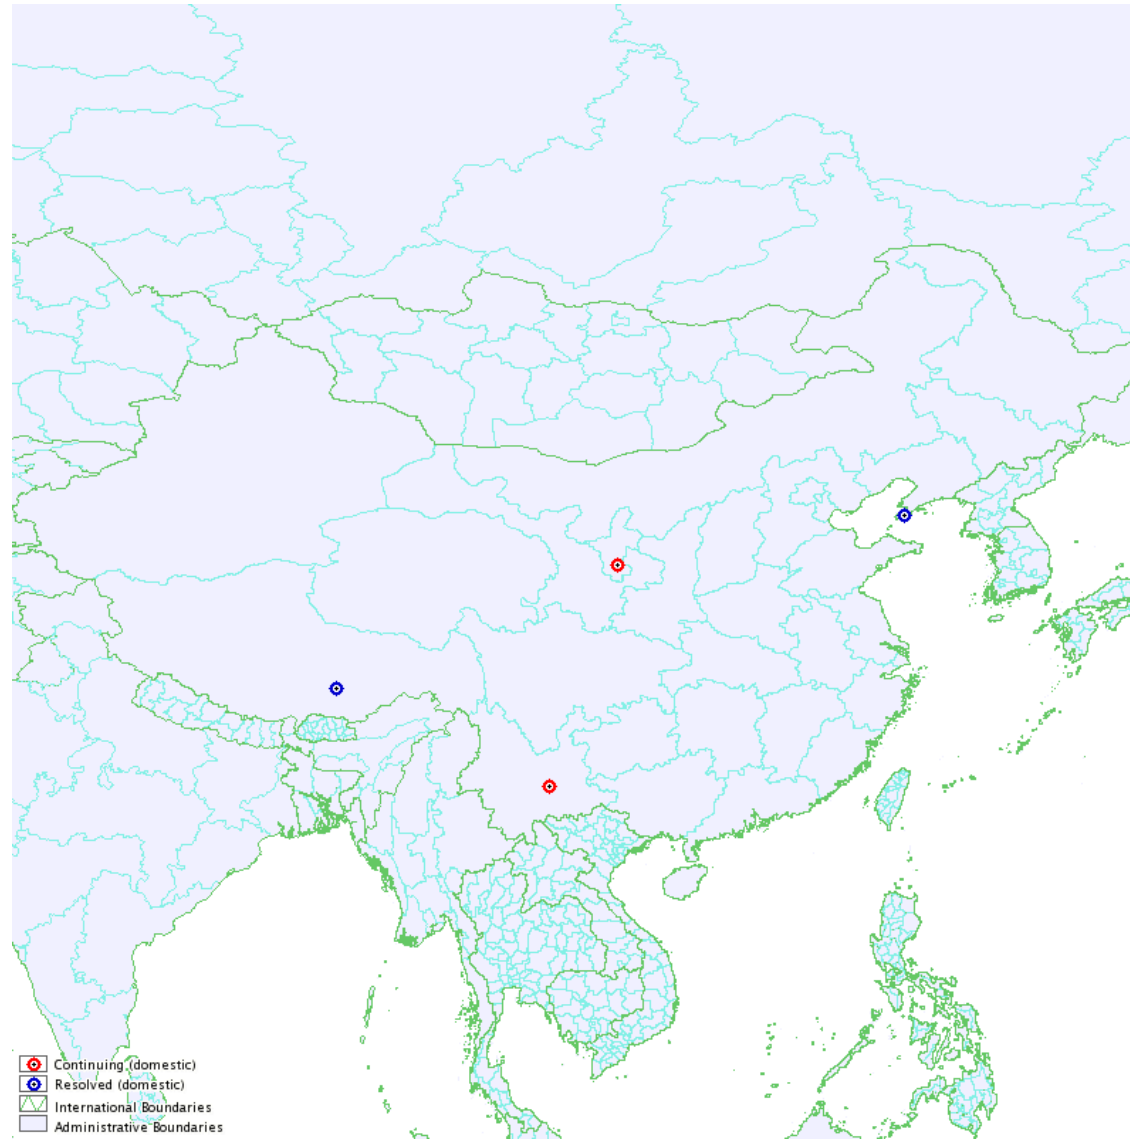 Continuing (domestic)
Resolved (domestic)
International Boundaries
Administrative Boundaries